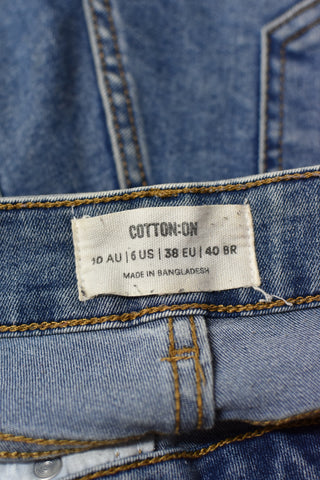 COTTON:ON
10 AU | 6 US | 38 EU | 40 BR
MADE IN BANGLADESH